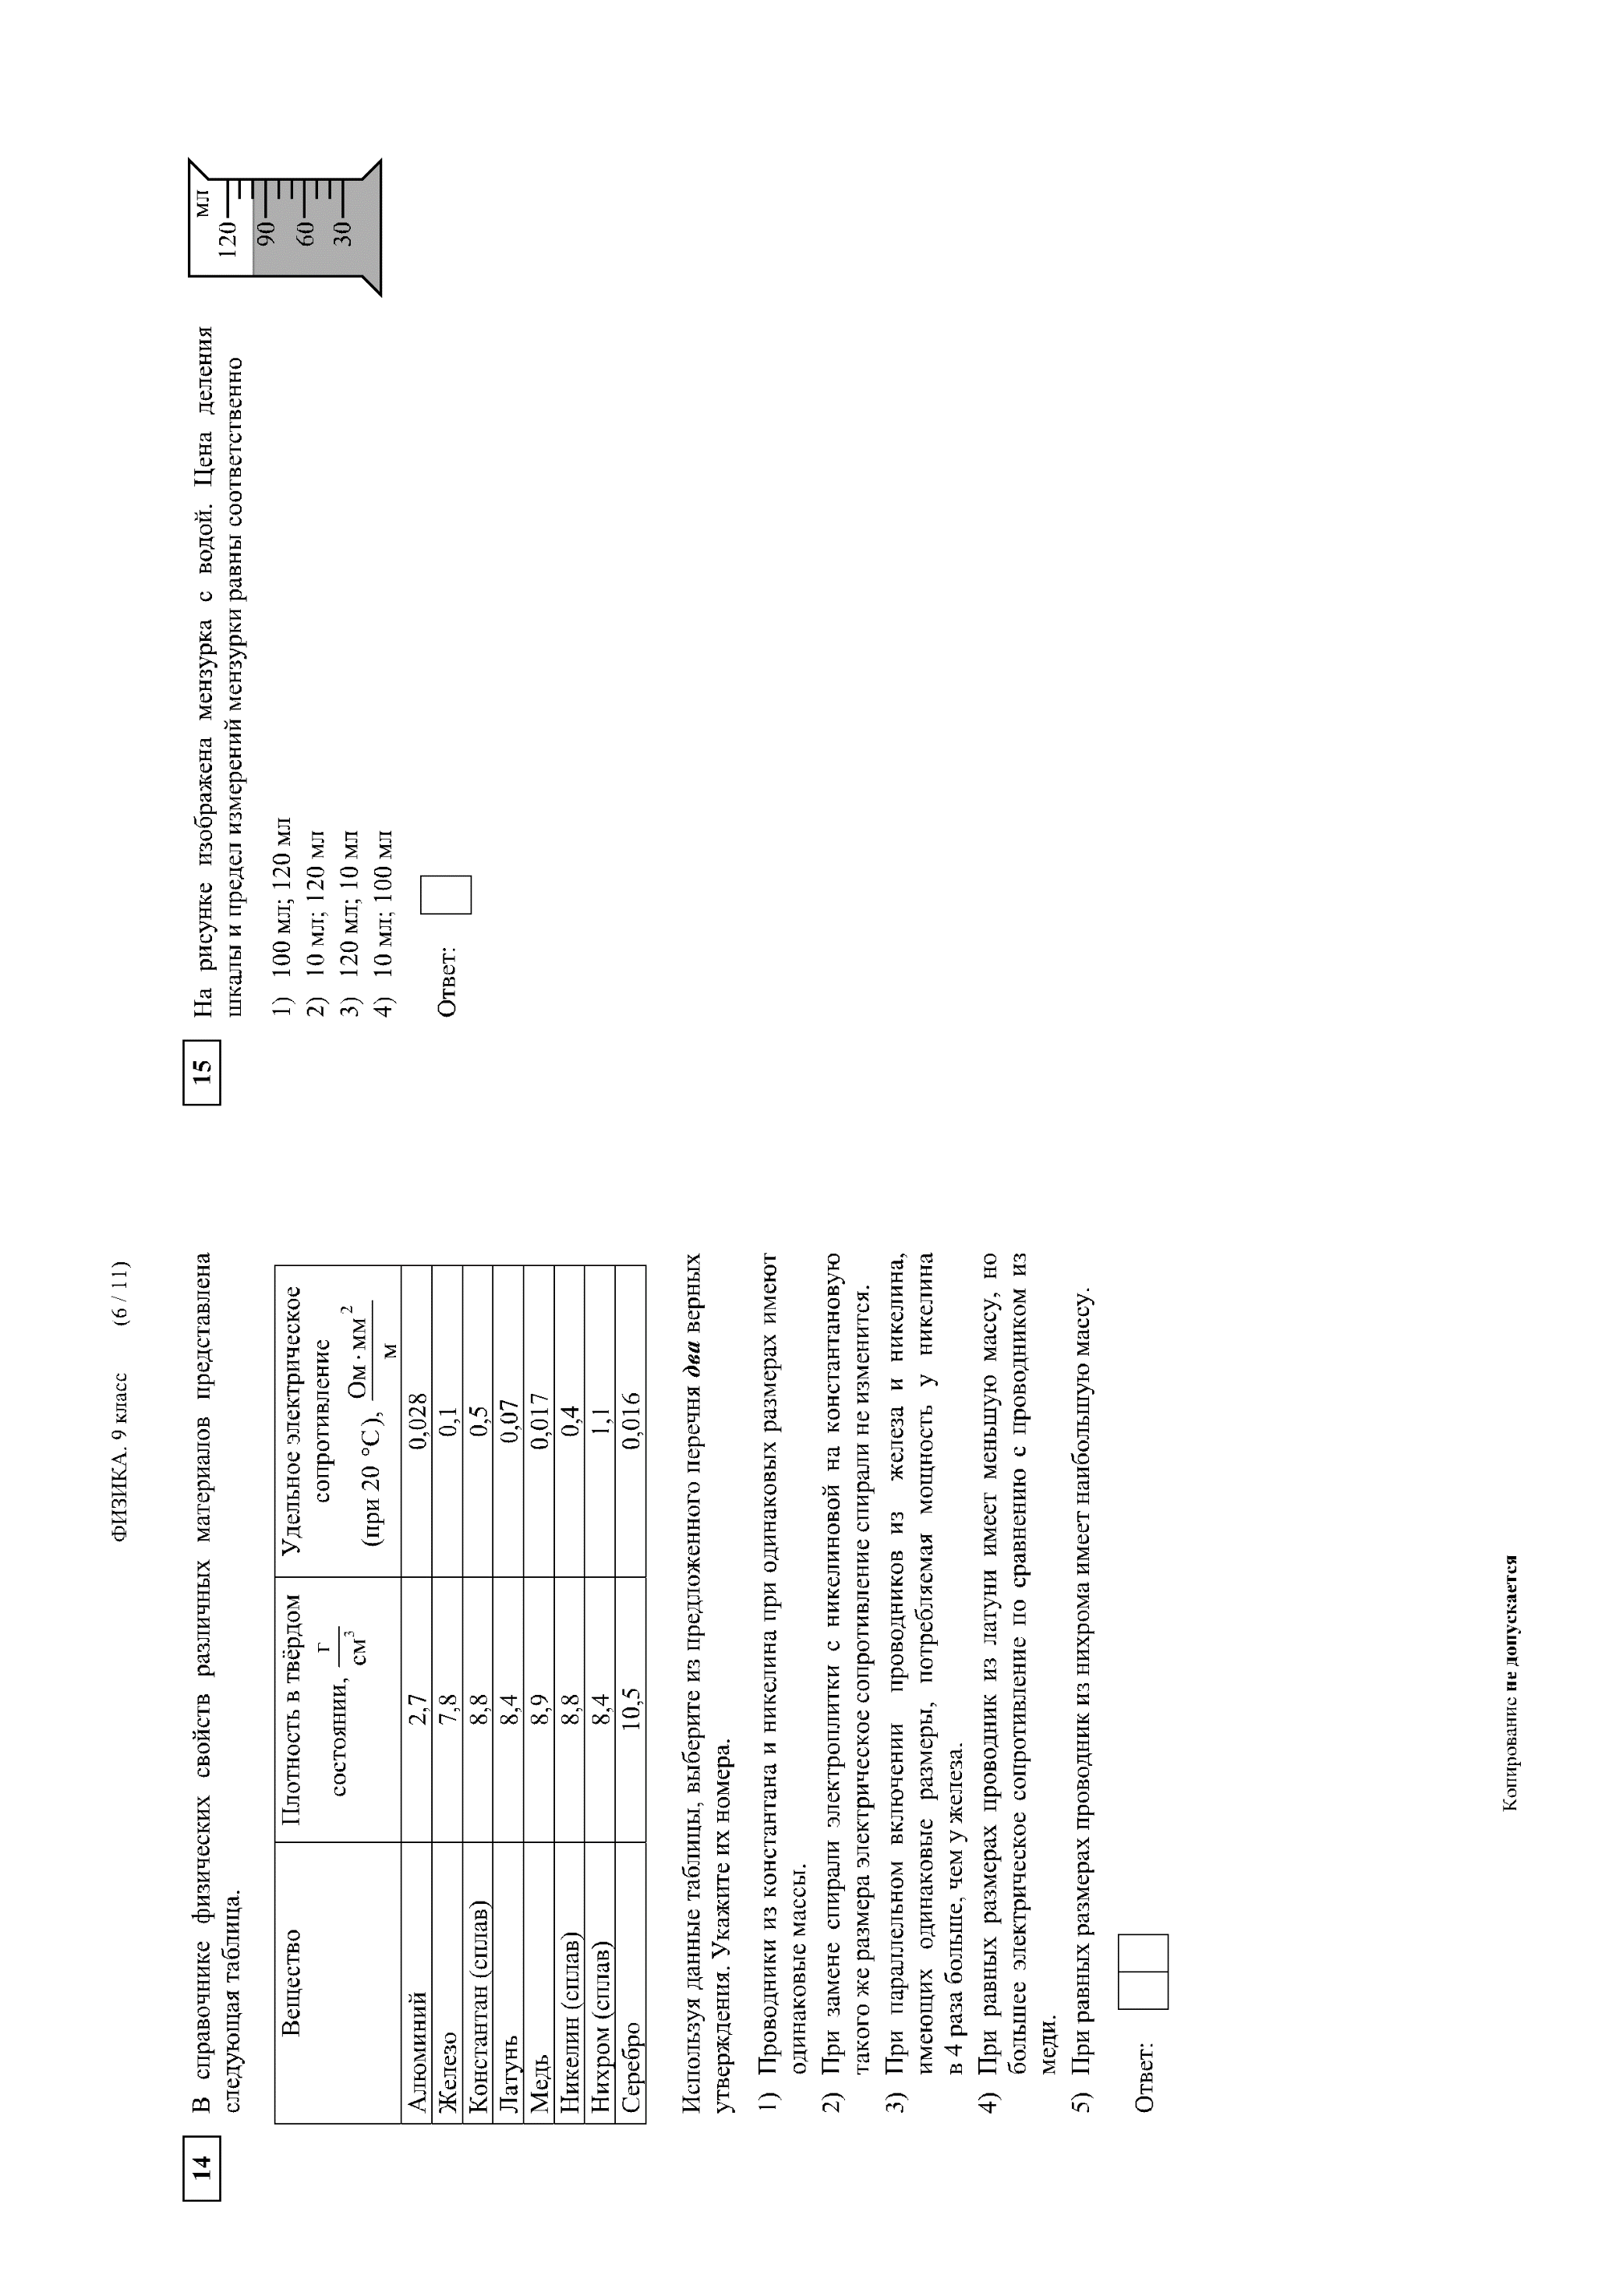 ФИЗИКА. 9 класс (6 / 11)
14
В справочнике физических свойств различных материалов представлена
следующая таблица.
Вещество
Плотность в твёрдом
состоянии, г/см³
Удельное электрическое
сопротивление
(при 20 °С), Ом · мм²/м
Алюминий 2,7 0,028
Железо 7,8 0,1
Константан (сплав) 8,8 0,5
Латунь 8,4 0,07
Медь 8,9 0,017
Никелин (сплав) 8,8 0,4
Нихром (сплав) 8,4 1,1
Серебро 10,5 0,016
Используя данные таблицы, выберите из предложенного перечня два верных
утверждения. Укажите их номера.
1) Проводники из константана и никелина при одинаковых размерах имеют
одинаковые массы.
2) При замене спирали электроплитки с никелиновой на константановую
такого же размера электрическое сопротивление спирали не изменится.
3) При параллельном включении проводников из железа и никелина,
имеющих одинаковые размеры, потребляемая мощность у никелина
в 4 раза больше, чем у железа.
4) При равных размерах проводник из латуни имеет меньшую массу, но
большее электрическое сопротивление по сравнению с проводником из
меди.
5) При равных размерах проводник из нихрома имеет наибольшую массу.
Ответ:
15
На рисунке изображена мензурка с водой. Цена деления
шкалы и предел измерений мензурки равны соответственно
мл
120
90
60
30
1) 100 мл; 120 мл
2) 10 мл; 120 мл
3) 120 мл; 10 мл
4) 10 мл; 100 мл
Ответ:
Копирование не допускается